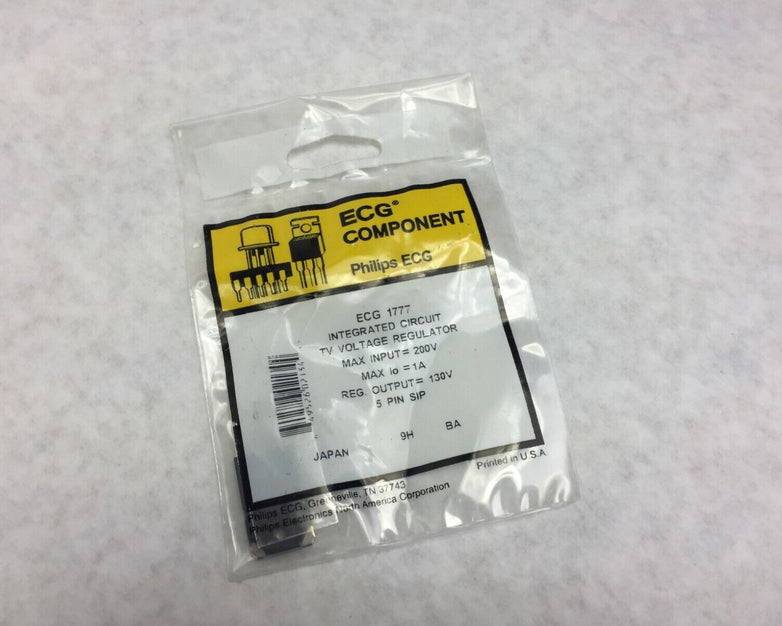 ECG®
COMPONENT
Philips ECG
ECG 1777
INTEGRATED CIRCUIT
TV VOLTAGE REGULATOR
MAX INPUT= 200V
MAX Io =1A
REG. OUTPUT= 130V
5 PIN SIP
JAPAN 9H BA
Printed in U.S.A
Philips ECG, Greeneville, TN 37743
Philips Electronics North America Corporation